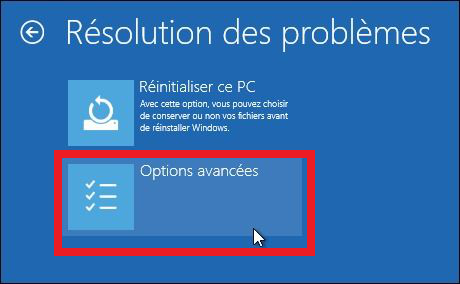 Résolution des problèmes
Réinitialiser ce PC
Avec cette option, vous pouvez choisir
de conserver ou non vos fichiers avant
de réinstaller Windows.
Options avancées